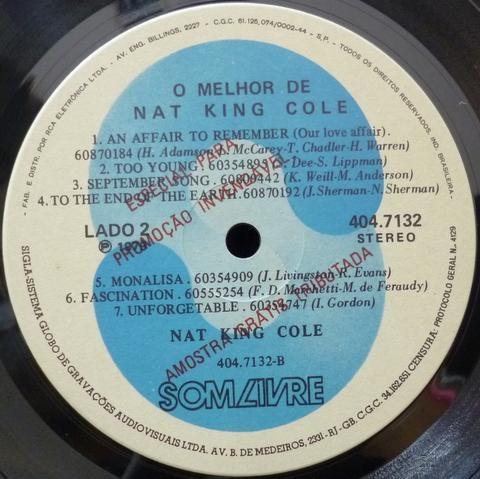 FAB. E DISTR. POR RCA ELETRÔNICA LTDA. - AV. ENG. BILLINGS, 2227 - C.G.C. 61.126.074/0002-44 - S.P. - TODOS OS DIREITOS RESERVADOS. IND. BRASILEIRA -
O MELHOR DE
NAT KING COLE
1. AN AFFAIR TO REMEMBER (Our love affair).
60870184 (H. Adamson-L. McCarey-T. Chadler-H. Warren)
2. TOO YOUNG. Dee-S. Lippman)
3. SEPTEMBER SONG. (K. Weill-M. Anderson)
4. TO THE END OF THE EARTH. 60870192 (J. Sherman-N. Sherman)
ESPECIAL PARA
PROMOÇÃO INVENDÁVEL
LADO 2
404.7132
STEREO
5. MONALISA . 60354909 (J. Livingston-R. Evans)
6. FASCINATION . 60555254 (F. D. Marchetti-M. de Feraudy)
7. UNFORGETABLE . (I. Gordon)
AMOSTRA GRÁTIS TRIBUTADA
NAT KING COLE
404.7132-B
SOM LIVRE
SIGLA-SISTEMA GLOBO DE GRAVAÇÕES AUDIOVISUAIS LTDA. AV. B. DE MEDEIROS, 2331 - RJ - GB. C.G.C. 34.162.651 CENSURA: PROTOCOLO GERAL N. 4129